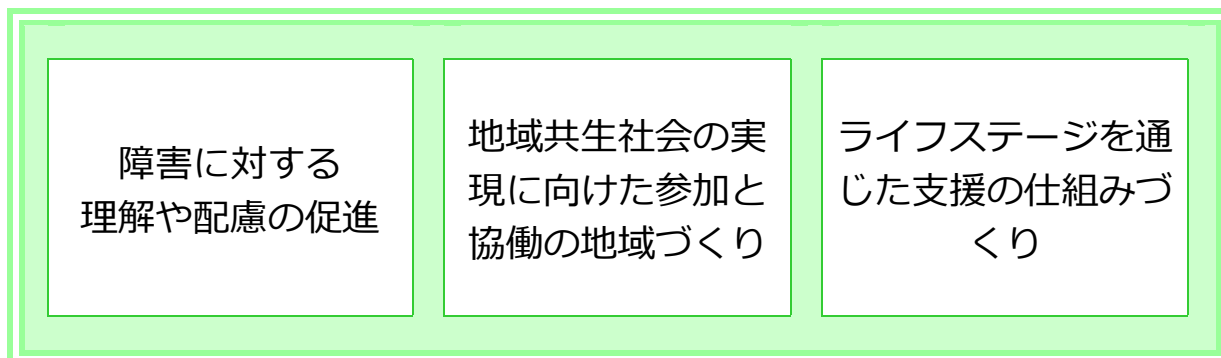 障害に対する
理解や配慮の促進
地域共生社会の実
現に向けた参加と
協働の地域づくり
ライフステージを通
じた支援の仕組みづ
くり